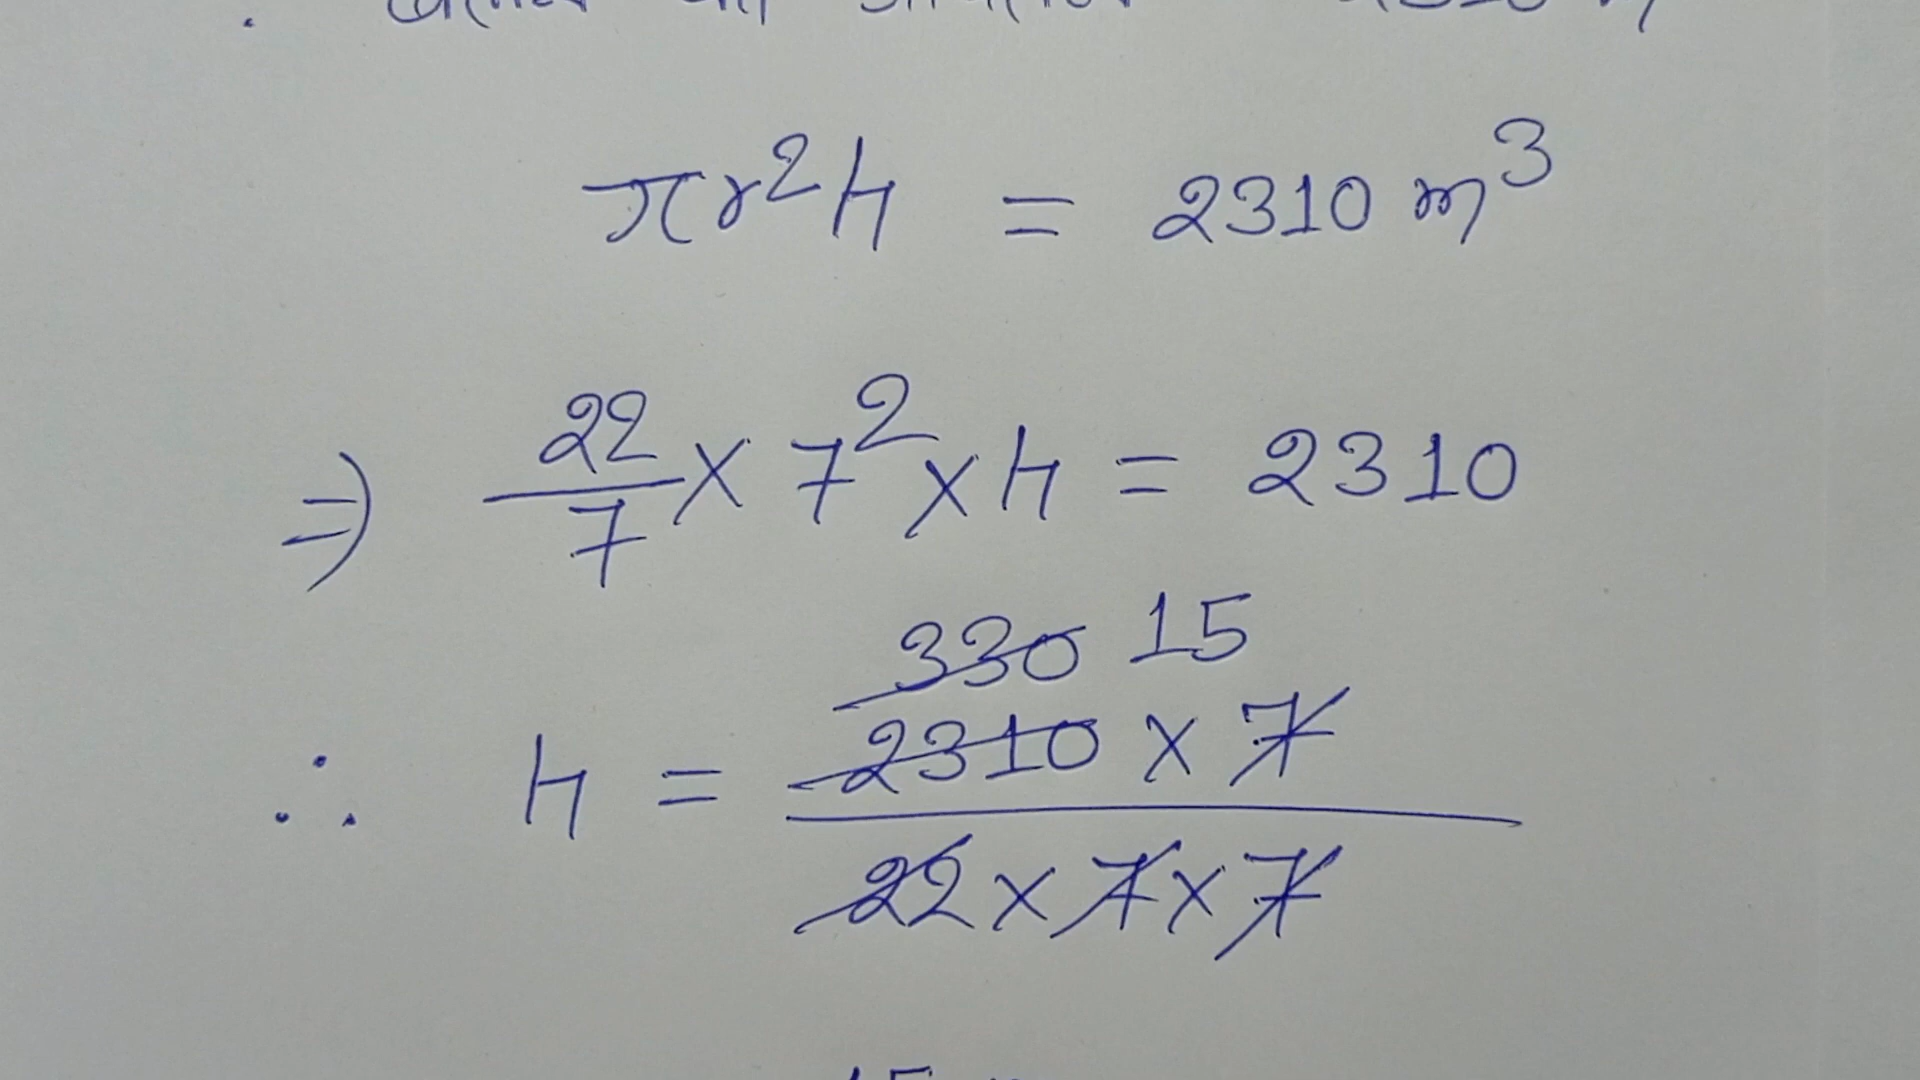 πr²h = 2310 m³
⇒ 22/7 × 7² × h = 2310
330 15
∴ h = 2310 × 7 / 22 × 7 × 7